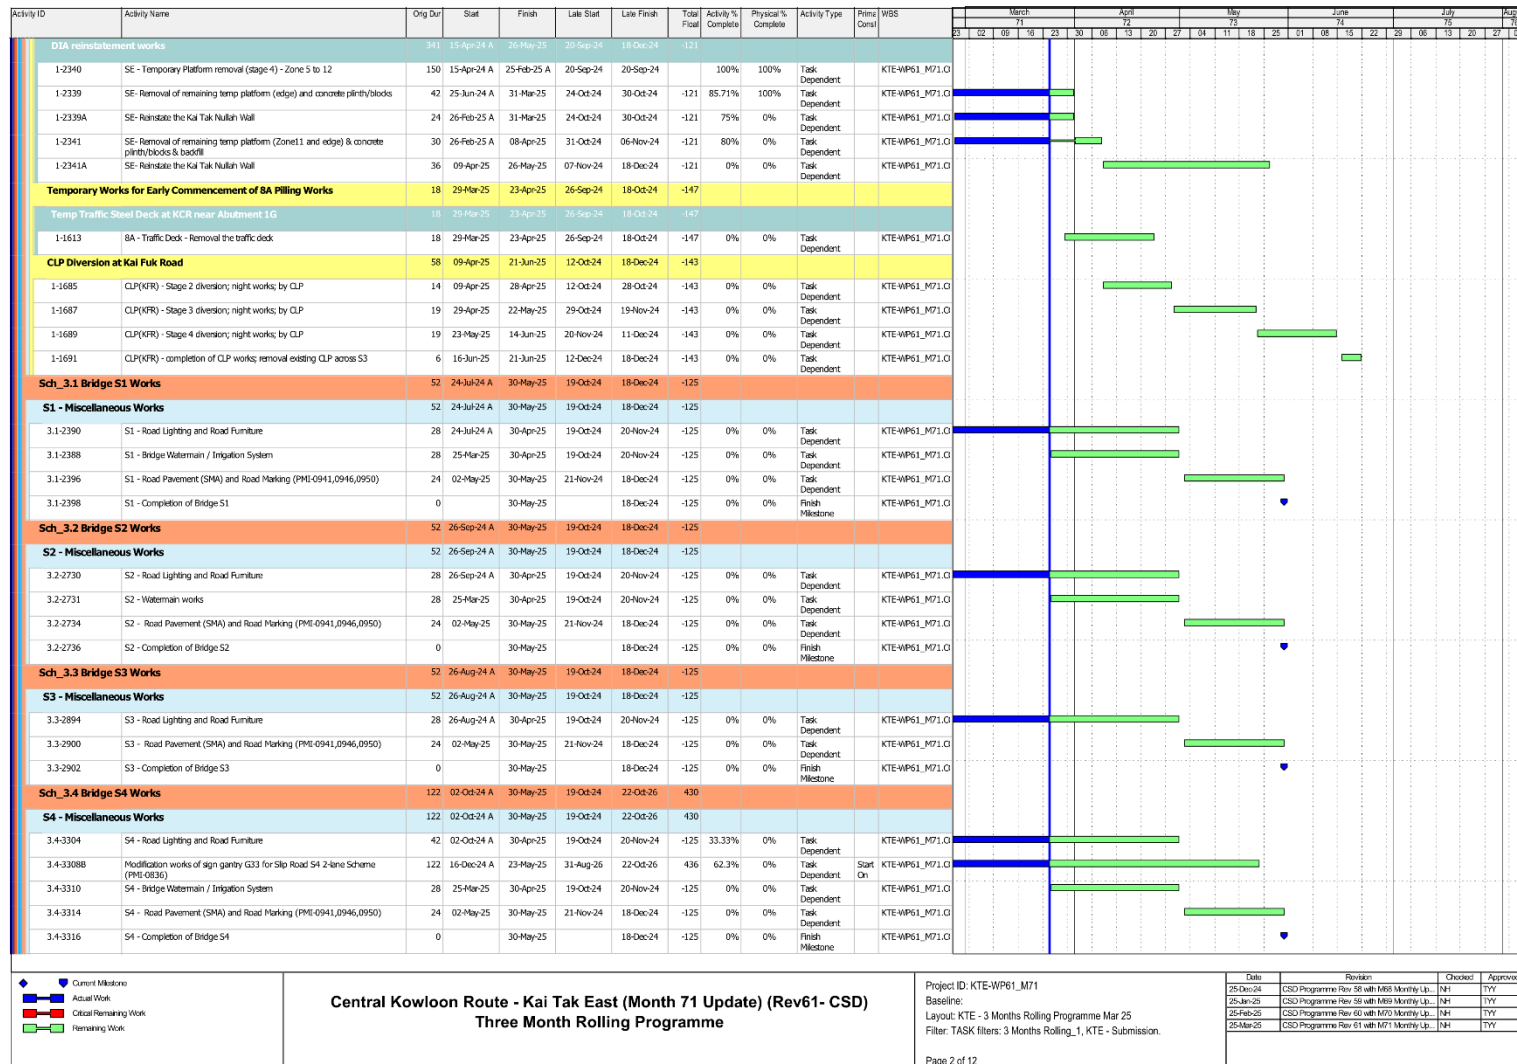 Activity ID Activity Name Orig Dur Start Finish Late Start Late Finish Total Float Activity % Complete Physical % Complete Activity Type Prima Const WBS
March April May June July Aug
71 72 73 74 75 76
23 02 09 16 23 30 06 13 20 27 04 11 18 25 01 08 15 22 29 06 13 20 27
DIA reinstatement works 341 15-Apr-24 A 26-May-25 20-Sep-24 18-Dec-24 -121
1-2340 SE - Temporary Platform removal (stage 4) - Zone 5 to 12 150 15-Apr-24 A 25-Feb-25 A 20-Sep-24 20-Sep-24 100% 100% Task Dependent KTE-WP61_M71.C
1-2339 SE- Removal of remaining temp platform (edge) and concrete plinth/blocks 42 25-Jun-24 A 31-Mar-25 24-Oct-24 30-Oct-24 -121 85.71% 100% Task Dependent KTE-WP61_M71.C
1-2339A SE- Reinstate the Kai Tak Nullah Wall 24 26-Feb-25 A 31-Mar-25 24-Oct-24 30-Oct-24 -121 75% 0% Task Dependent KTE-WP61_M71.C
1-2341 SE- Removal of remaining temp platform (Zone11 and edge) & concrete plinth/blocks & backfill 30 26-Feb-25 A 08-Apr-25 31-Oct-24 06-Nov-24 -121 80% 0% Task Dependent KTE-WP61_M71.C
1-2341A SE- Reinstate the Kai Tak Nullah Wall 36 09-Apr-25 26-May-25 07-Nov-24 18-Dec-24 -121 0% 0% Task Dependent KTE-WP61_M71.C
Temporary Works for Early Commencement of 8A Pilling Works 18 29-Mar-25 23-Apr-25 26-Sep-24 18-Oct-24 -147
Temp Traffic Steel Deck at KCR near Abutment 1G 18 29-Mar-25 23-Apr-25 26-Sep-24 18-Oct-24 -147
1-1613 8A - Traffic Deck - Removal the traffic deck 18 29-Mar-25 23-Apr-25 26-Sep-24 18-Oct-24 -147 0% 0% Task Dependent KTE-WP61_M71.C
CLP Diversion at Kai Fuk Road 58 09-Apr-25 21-Jun-25 12-Oct-24 18-Dec-24 -143
1-1685 CLP(KFR) - Stage 2 diversion; night works; by CLP 14 09-Apr-25 28-Apr-25 12-Oct-24 28-Oct-24 -143 0% 0% Task Dependent KTE-WP61_M71.C
1-1687 CLP(KFR) - Stage 3 diversion; night works; by CLP 19 29-Apr-25 22-May-25 29-Oct-24 19-Nov-24 -143 0% 0% Task Dependent KTE-WP61_M71.C
1-1689 CLP(KFR) - Stage 4 diversion; night works; by CLP 19 23-May-25 14-Jun-25 20-Nov-24 11-Dec-24 -143 0% 0% Task Dependent KTE-WP61_M71.C
1-1691 CLP(KFR) - completion of CLP works; removal existing CLP across S3 6 16-Jun-25 21-Jun-25 12-Dec-24 18-Dec-24 -143 0% 0% Task Dependent KTE-WP61_M71.C
Sch_3.1 Bridge S1 Works 52 24-Jul-24 A 30-May-25 19-Oct-24 18-Dec-24 -125
S1 - Miscellaneous Works 52 24-Jul-24 A 30-May-25 19-Oct-24 18-Dec-24 -125
3.1-2390 S1 - Road Lighting and Road Furniture 28 24-Jul-24 A 30-Apr-25 19-Oct-24 20-Nov-24 -125 0% 0% Task Dependent KTE-WP61_M71.C
3.1-2388 S1 - Bridge Watermain / Irrigation System 28 25-Mar-25 30-Apr-25 19-Oct-24 20-Nov-24 -125 0% 0% Task Dependent KTE-WP61_M71.C
3.1-2396 S1 - Road Pavement (SMA) and Road Marking (PMI-0941,0946,0950) 24 02-May-25 30-May-25 21-Nov-24 18-Dec-24 -125 0% 0% Task Dependent KTE-WP61_M71.C
3.1-2398 S1 - Completion of Bridge S1 0 30-May-25 18-Dec-24 -125 0% 0% Finish Milestone KTE-WP61_M71.C
Sch_3.2 Bridge S2 Works 52 26-Sep-24 A 30-May-25 19-Oct-24 18-Dec-24 -125
S2 - Miscellaneous Works 52 26-Sep-24 A 30-May-25 19-Oct-24 18-Dec-24 -125
3.2-2730 S2 - Road Lighting and Road Furniture 28 26-Sep-24 A 30-Apr-25 19-Oct-24 20-Nov-24 -125 0% 0% Task Dependent KTE-WP61_M71.C
3.2-2731 S2 - Watermain works 28 25-Mar-25 30-Apr-25 19-Oct-24 20-Nov-24 -125 0% 0% Task Dependent KTE-WP61_M71.C
3.2-2734 S2 - Road Pavement (SMA) and Road Marking (PMI-0941,0946,0950) 24 02-May-25 30-May-25 21-Nov-24 18-Dec-24 -125 0% 0% Task Dependent KTE-WP61_M71.C
3.2-2736 S2 - Completion of Bridge S2 0 30-May-25 18-Dec-24 -125 0% 0% Finish Milestone KTE-WP61_M71.C
Sch_3.3 Bridge S3 Works 52 26-Aug-24 A 30-May-25 19-Oct-24 18-Dec-24 -125
S3 - Miscellaneous Works 52 26-Aug-24 A 30-May-25 19-Oct-24 18-Dec-24 -125
3.3-2894 S3 - Road Lighting and Road Furniture 28 26-Aug-24 A 30-Apr-25 19-Oct-24 20-Nov-24 -125 0% 0% Task Dependent KTE-WP61_M71.C
3.3-2900 S3 - Road Pavement (SMA) and Road Marking (PMI-0941,0946,0950) 24 02-May-25 30-May-25 21-Nov-24 18-Dec-24 -125 0% 0% Task Dependent KTE-WP61_M71.C
3.3-2902 S3 - Completion of Bridge S3 0 30-May-25 18-Dec-24 -125 0% 0% Finish Milestone KTE-WP61_M71.C
Sch_3.4 Bridge S4 Works 122 02-Oct-24 A 30-May-25 19-Oct-24 22-Oct-26 430
S4 - Miscellaneous Works 122 02-Oct-24 A 30-May-25 19-Oct-24 22-Oct-26 430
3.4-3304 S4 - Road Lighting and Road Furniture 42 02-Oct-24 A 30-Apr-25 19-Oct-24 20-Nov-24 -125 33.33% 0% Task Dependent KTE-WP61_M71.C
3.4-3308B Modification works of sign gantry G33 for Slip Road S4 2-lane Scheme (PMI-0836) 122 16-Dec-24 A 23-May-25 31-Aug-26 22-Oct-26 436 62.3% 0% Task Dependent Start On KTE-WP61_M71.C
3.4-3310 S4 - Bridge Watermain / Irrigation System 28 25-Mar-25 30-Apr-25 19-Oct-24 20-Nov-24 -125 0% 0% Task Dependent KTE-WP61_M71.C
3.4-3314 S4 - Road Pavement (SMA) and Road Marking (PMI-0941,0946,0950) 24 02-May-25 30-May-25 21-Nov-24 18-Dec-24 -125 0% 0% Task Dependent KTE-WP61_M71.C
3.4-3316 S4 - Completion of Bridge S4 0 30-May-25 18-Dec-24 -125 0% 0% Finish Milestone KTE-WP61_M71.C
Current Milestone
Actual Work
Critical Remaining Work
Remaining Work
Central Kowloon Route - Kai Tak East (Month 71 Update) (Rev61- CSD)
Three Month Rolling Programme
Project ID: KTE-WP61_M71
Baseline:
Layout: KTE - 3 Months Rolling Programme Mar 25
Filter: TASK filters: 3 Months Rolling_1, KTE - Submission.
Page 2 of 12
Date Revision Checked Approved
25-Dec-24 CSD Programme Rev 58 with M68 Monthly Up... NH TYY
25-Jan-25 CSD Programme Rev 59 with M69 Monthly Up... NH TYY
25-Feb-25 CSD Programme Rev 60 with M70 Monthly Up... NH TYY
25-Mar-25 CSD Programme Rev 61 with M71 Monthly Up... NH TYY